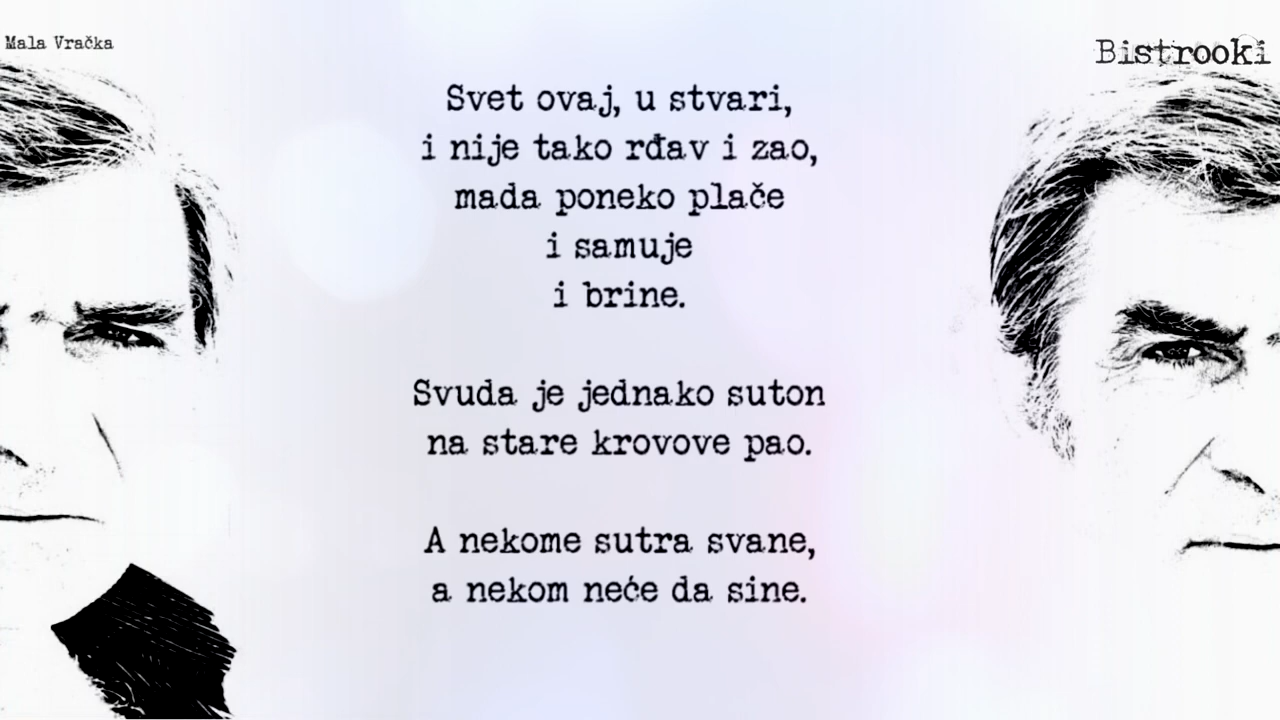 Mala Vračka
Bistrooki
Svet ovaj, u stvari,
i nije tako rđav i zao,
mada poneko plače
i samuje
i brine.
Svuda je jednako suton
na stare krovove pao.
A nekome sutra svane,
a nekom neće da sine.